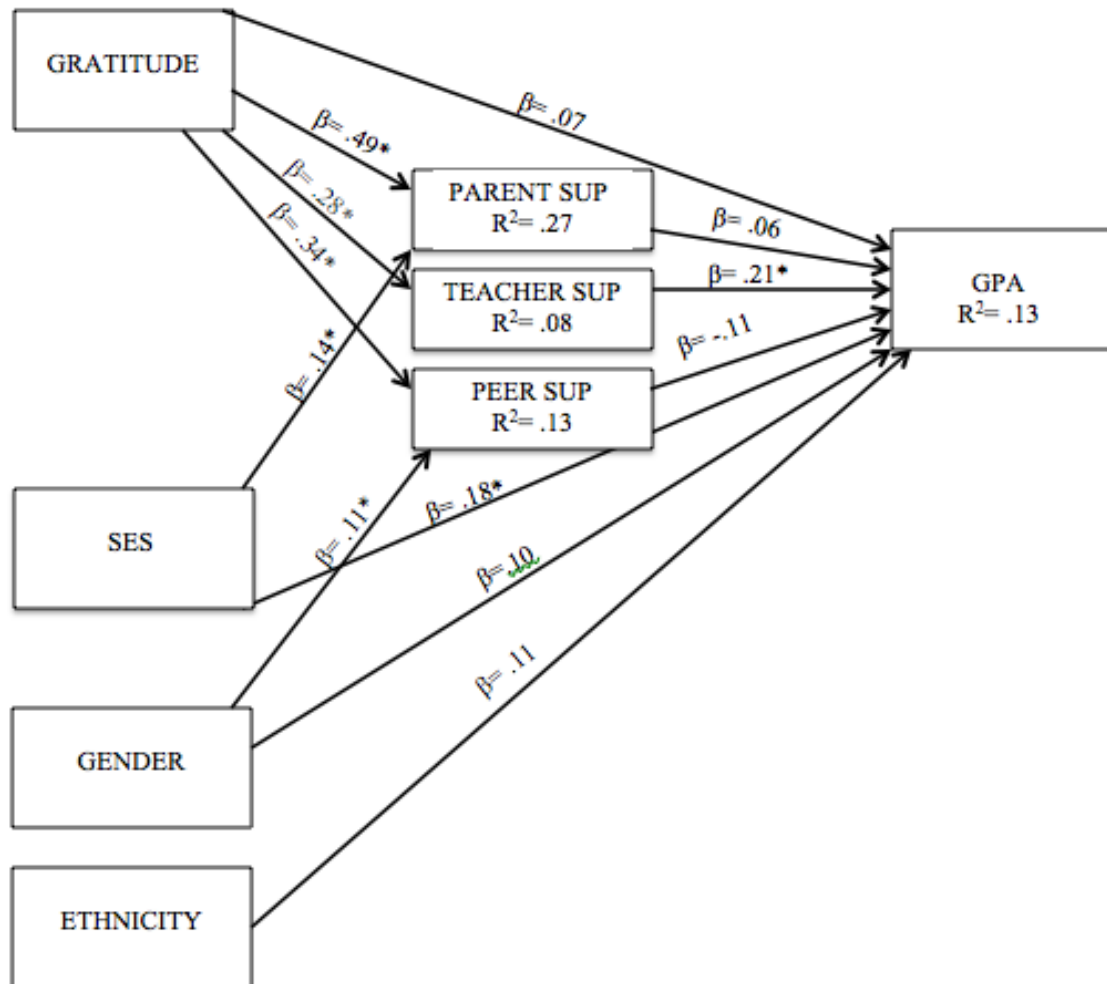 GRATITUDE
β= .07
β= .49*
β= .28*
β= .34*
PARENT SUP
R²= .27
β= .06
TEACHER SUP
R²= .08
β= .21*
GPA
R²= .13
β= -.11
PEER SUP
R²= .13
β= .14*
SES
β= .18*
β= .11*
β= .10
β= .11
GENDER
ETHNICITY